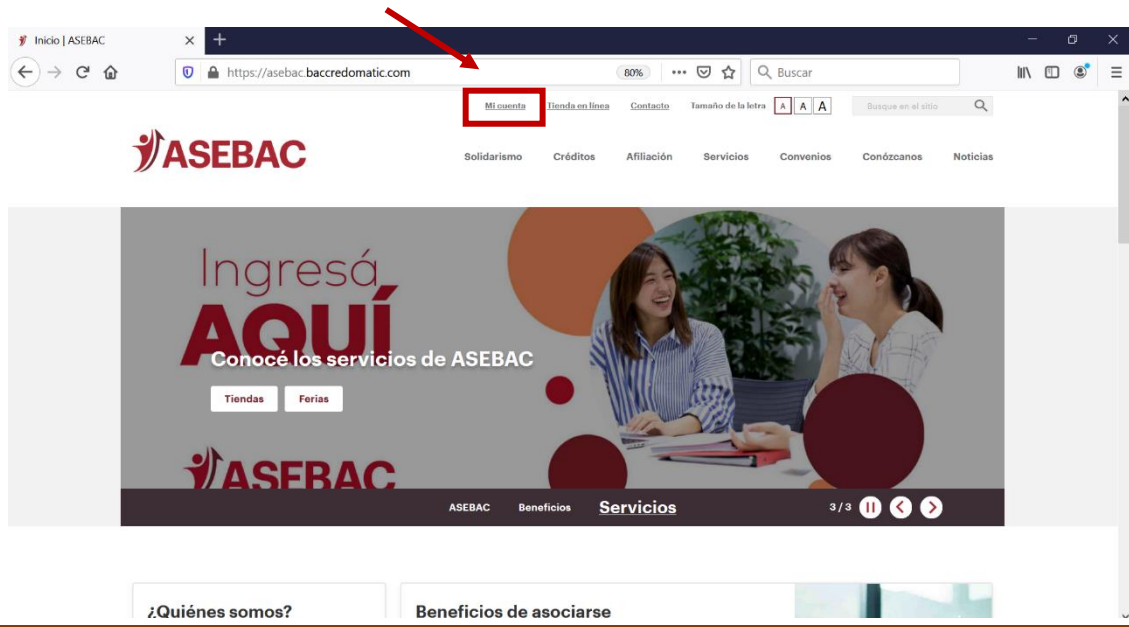 Inicio | ASEBAC
https://asebac.baccredomatic.com
80%
Buscar
Mi cuenta
Tienda en línea
Contacto
Tamaño de la letra
A A A
Busque en el sitio
ASEBAC
Solidarismo
Créditos
Afiliación
Servicios
Convenios
Conózcanos
Noticias
Ingresá
AQUÍ
Conocé los servicios de ASEBAC
Tiendas
Ferias
ASEBAC
ASEBAC
Beneficios
Servicios
3 / 3
¿Quiénes somos?
Beneficios de asociarse